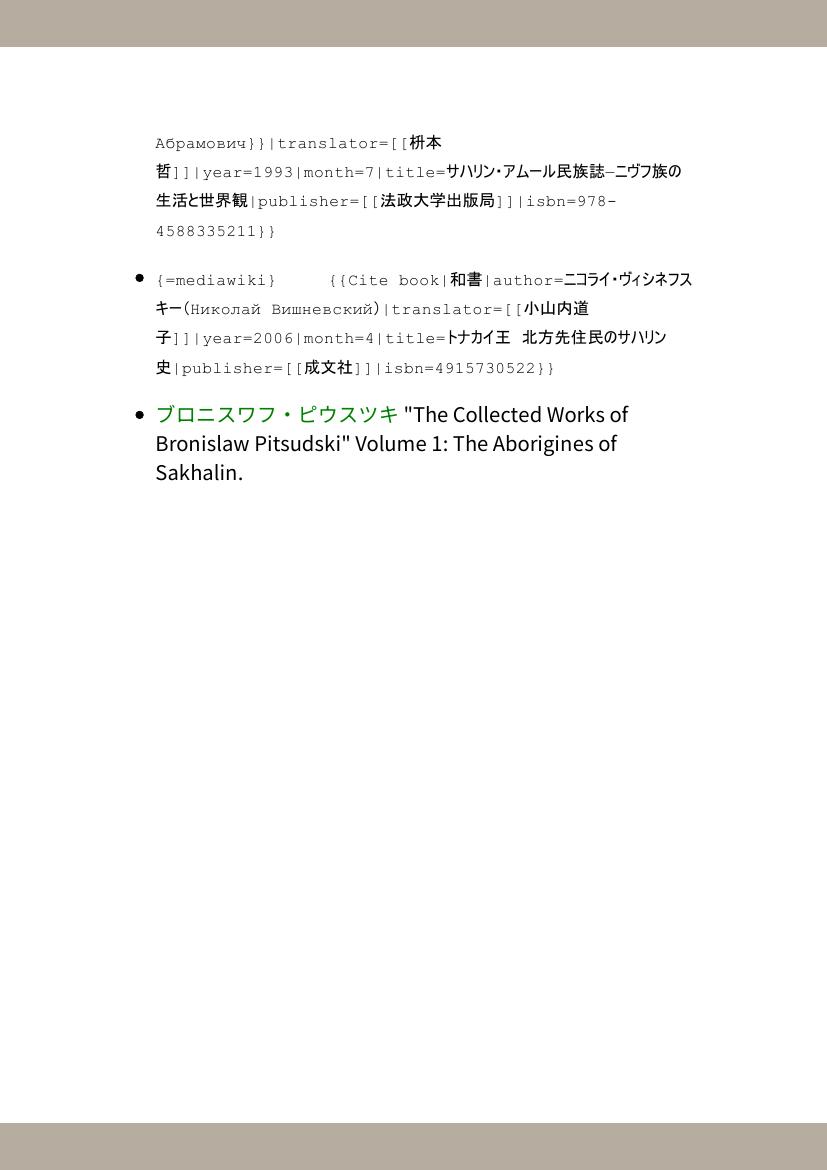 Абрамович}}|translator=[[枡本
哲]]|year=1993|month=7|title=サハリン・アムール民族誌―ニヴフ族の
生活と世界観|publisher=[[法政大学出版局]]|isbn=978-
4588335211}}
• {=mediawiki} {{Cite book|和書|author=ニコライ・ヴィシネフス
キー(Николай Вишневский)|translator=[[小山内道
子]]|year=2006|month=4|title=トナカイ王　北方先住民のサハリン
史|publisher=[[成文社]]|isbn=4915730522}}
• ブロニスワフ・ピウスツキ "The Collected Works of
Bronislaw Pitsudski" Volume 1: The Aborigines of
Sakhalin.